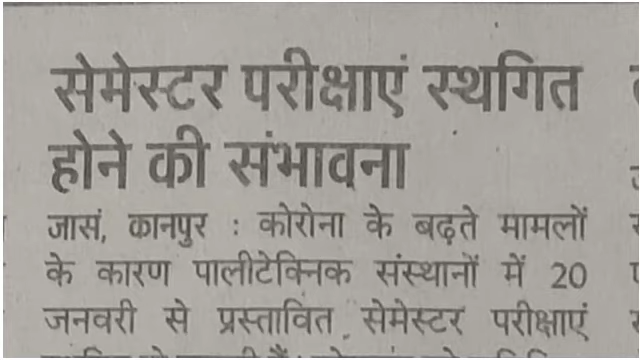 सेमेस्टर परीक्षाएं स्थगित
होने की संभावना
जासं, कानपुर : कोरोना के बढ़ते मामलों
के कारण पालीटेक्निक संस्थानों में 20
जनवरी से प्रस्तावित सेमेस्टर परीक्षाएं